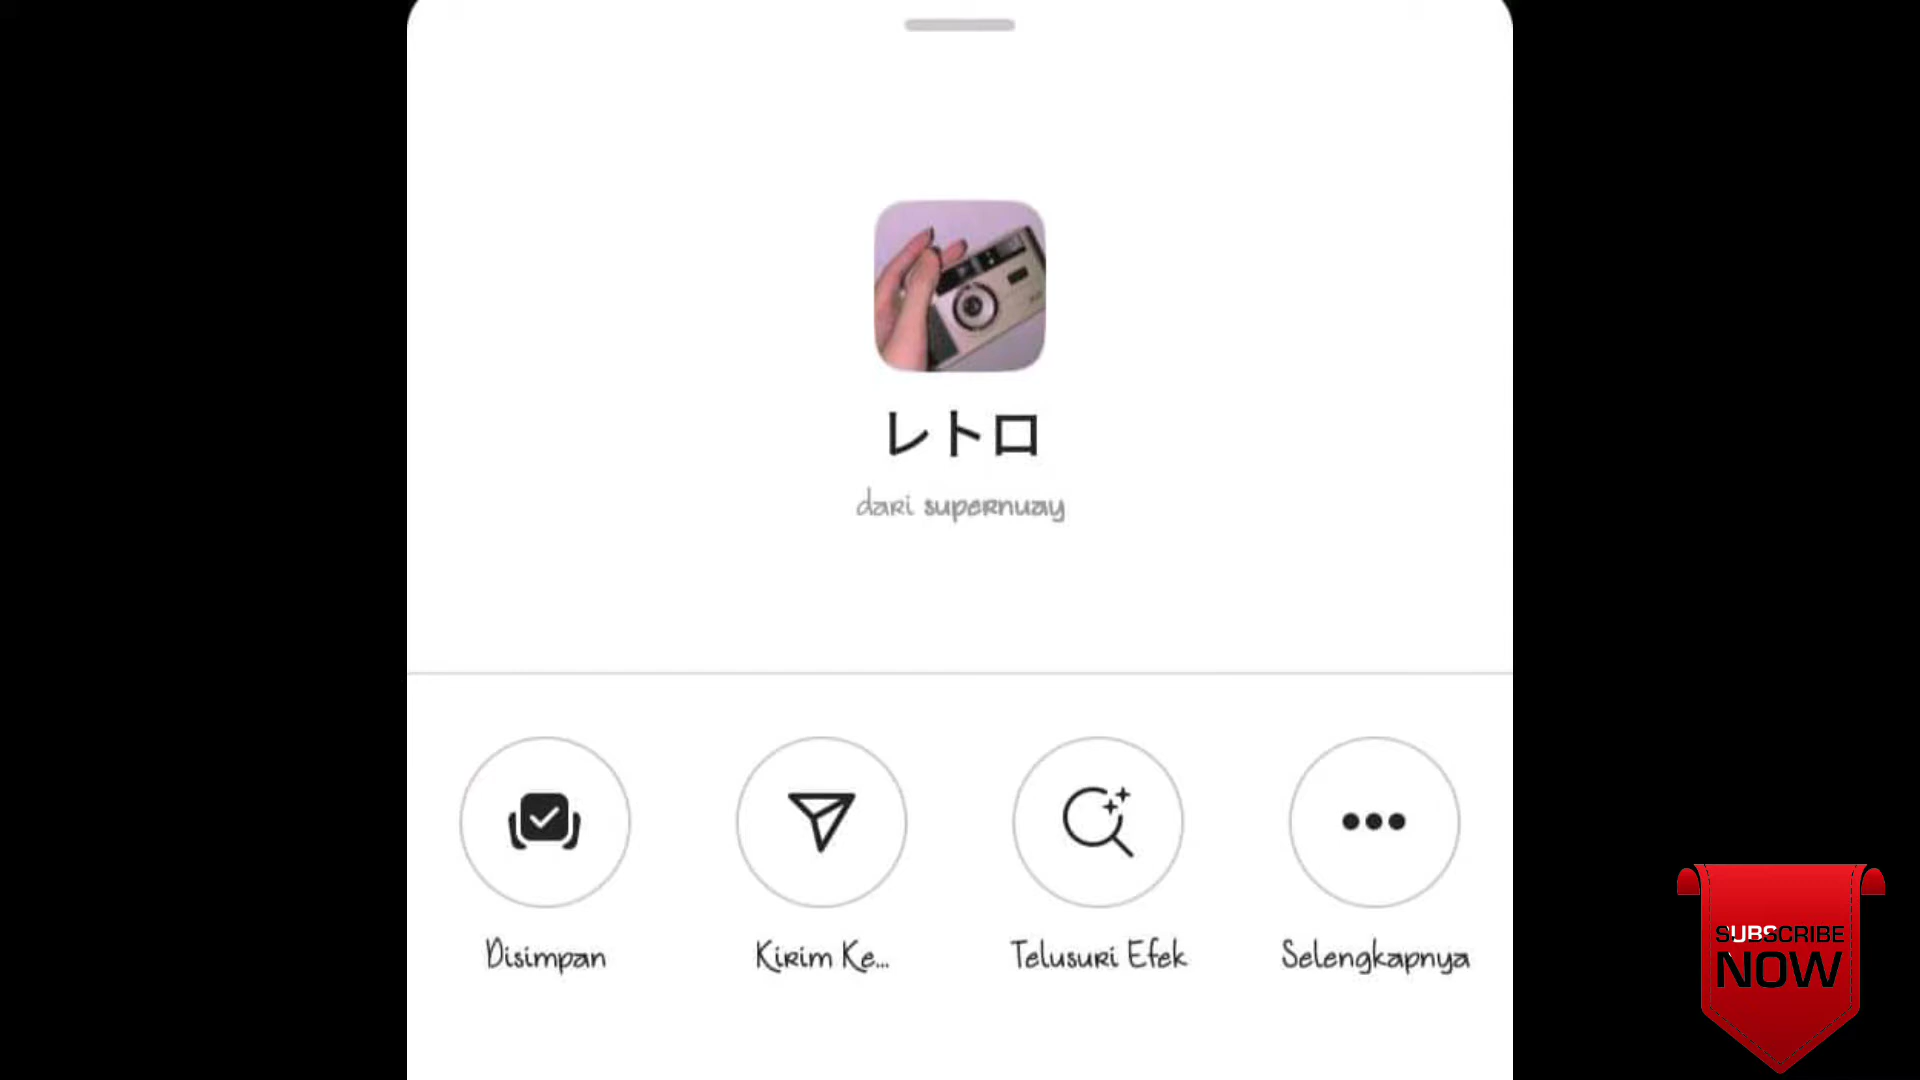 レトロ
dari supernuay
Disimpan
Kirim Ke...
Telusuri Efek
Selengkapnya
SUBSCRIBE
NOW